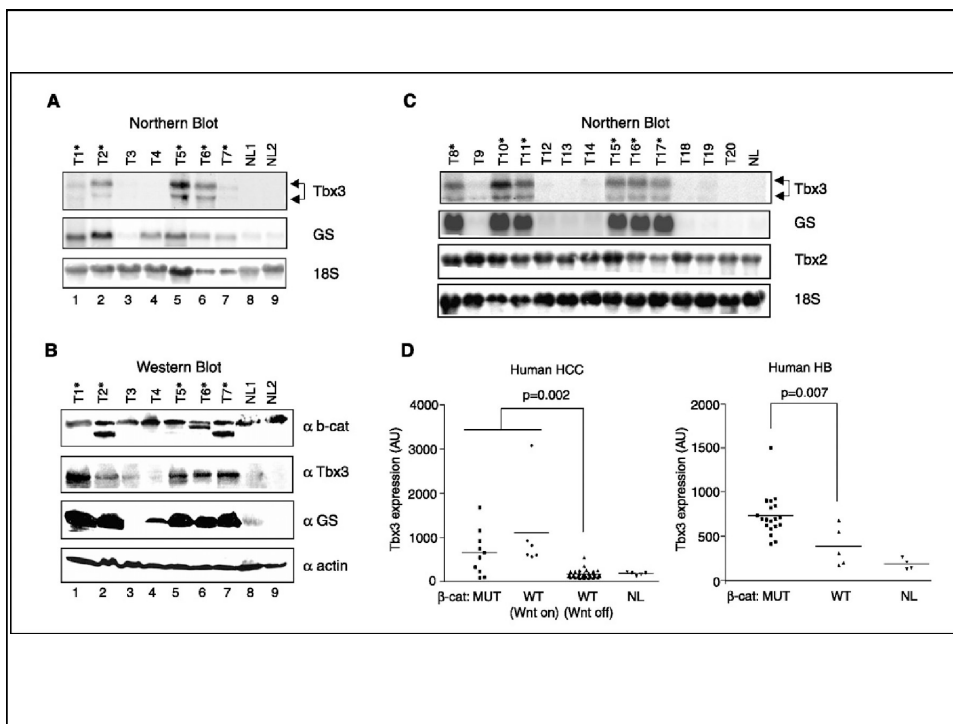 A
Northern Blot
T1* T2* T3 T4 T5* T6* T7* NL1 NL2
Tbx3
GS
18S
1 2 3 4 5 6 7 8 9
B
Western Blot
T1* T2* T3 T4 T5* T6* T7* NL1 NL2
α b-cat
α Tbx3
α GS
α actin
1 2 3 4 5 6 7 8 9
C
Northern Blot
T8* T9 T10* T11* T12 T13 T14 T15* T16* T17* T18 T19 T20 NL
Tbx3
GS
Tbx2
18S
D
Human HCC
p=0.002
Tbx3 expression (AU)
4000
3000
2000
1000
0
β-cat: MUT WT WT NL
(Wnt on) (Wnt off)
Human HB
p=0.007
Tbx3 expression (AU)
2000
1500
1000
500
0
β-cat: MUT WT NL